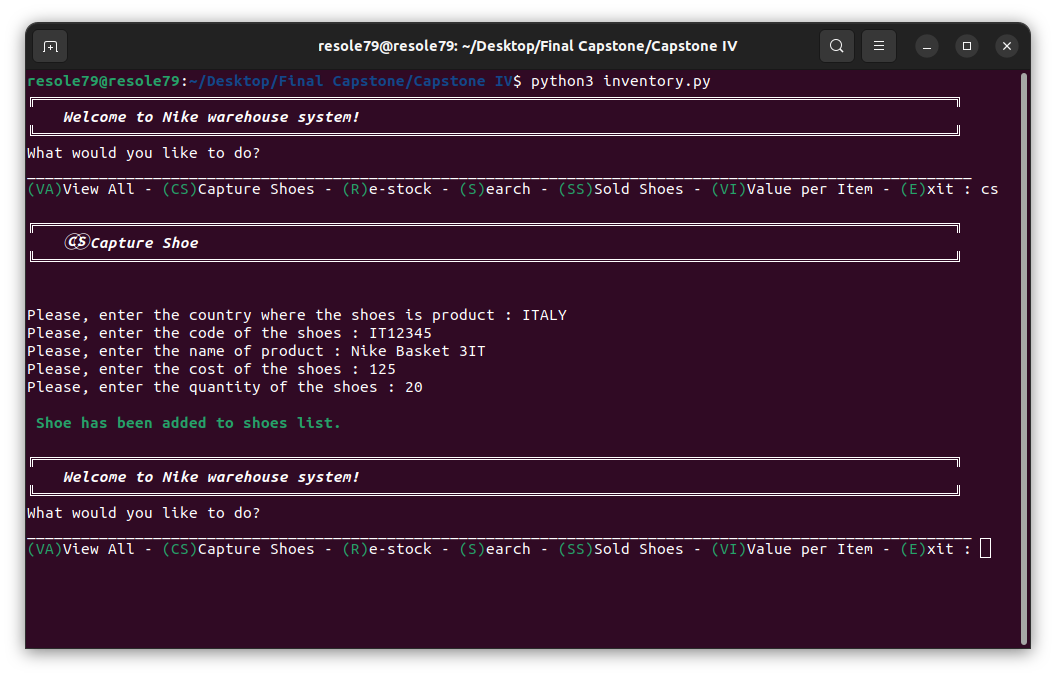 resole79@resole79: ~/Desktop/Final Capstone/Capstone IV
resole79@resole79:~/Desktop/Final Capstone/Capstone IV$ python3 inventory.py
Welcome to Nike warehouse system!
What would you like to do?
(VA)View All - (CS)Capture Shoes - (R)e-stock - (S)earch - (SS)Sold Shoes - (VI)Value per Item - (E)xit : cs
ⒸⓈCapture Shoe
Please, enter the country where the shoes is product : ITALY
Please, enter the code of the shoes : IT12345
Please, enter the name of product : Nike Basket 3IT
Please, enter the cost of the shoes : 125
Please, enter the quantity of the shoes : 20
Shoe has been added to shoes list.
Welcome to Nike warehouse system!
What would you like to do?
(VA)View All - (CS)Capture Shoes - (R)e-stock - (S)earch - (SS)Sold Shoes - (VI)Value per Item - (E)xit :